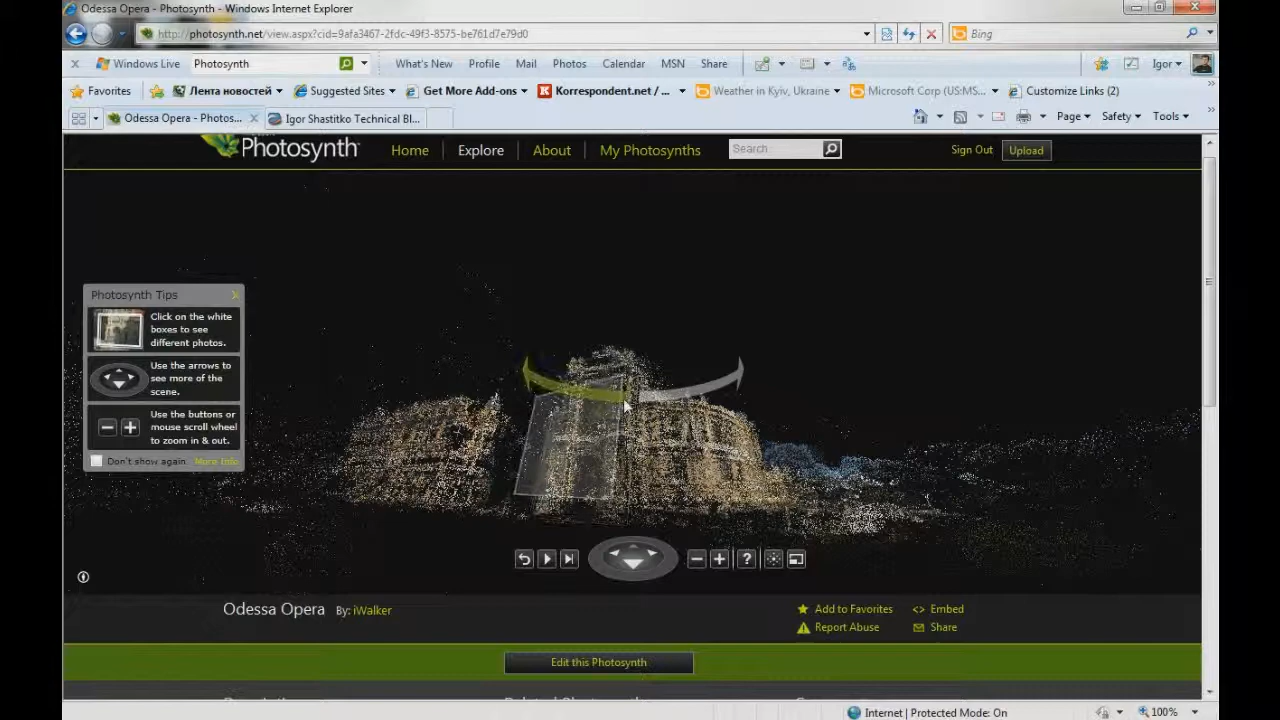 Odessa Opera - Photosynth - Windows Internet Explorer
http://photosynth.net/view.aspx?cid=9afa3467-2fdc-49f3-8575-be761d7e79d0
Bing
Windows Live
Photosynth
What's New
Profile
Mail
Photos
Calendar
MSN
Share
Igor
Favorites
Лента новостей
Suggested Sites
Get More Add-ons
Korrespondent.net / ...
Weather in Kyiv, Ukraine
Microsoft Corp (US:MS...
Customize Links (2)
Odessa Opera - Photos...
Igor Shastitko Technical Bl...
Page
Safety
Tools
Photosynth
Home
Explore
About
My Photosynths
Search
Sign Out
Upload
Photosynth Tips
X
Click on the white
boxes to see
different photos.
Use the arrows to
see more of the
scene.
Use the buttons or
mouse scroll wheel
to zoom in & out.
Don't show again
More Info
?
Odessa Opera By: iWalker
Add to Favorites
<> Embed
Report Abuse
Share
Edit this Photosynth
Internet | Protected Mode: On
100%